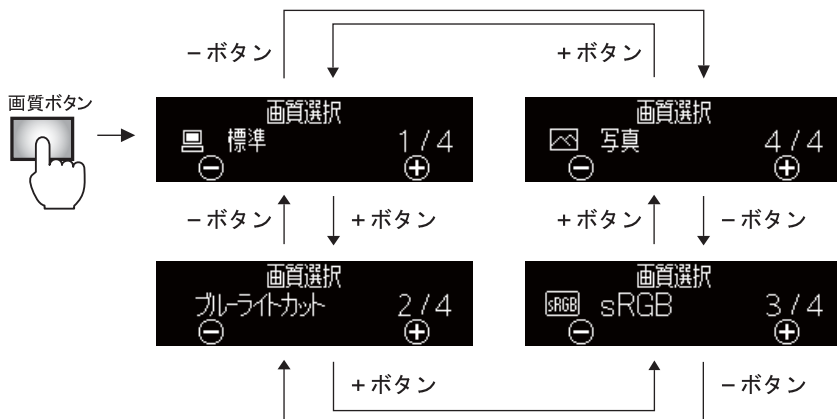 －ボタン
＋ボタン
画質ボタン
画質選択
標準 1/4
画質選択
写真 4/4
－ボタン
＋ボタン
＋ボタン
－ボタン
画質選択
ブルーライトカット 2/4
画質選択
sRGB sRGB 3/4
＋ボタン
－ボタン